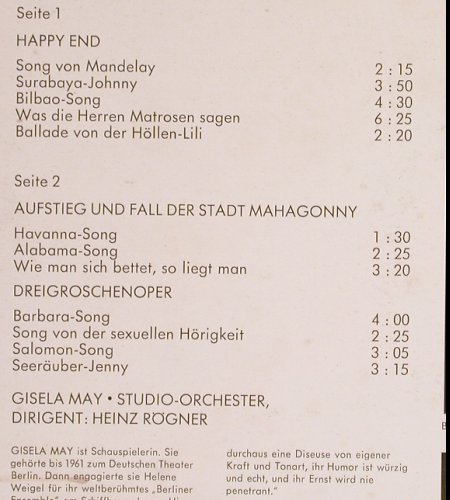 Seite 1
HAPPY END
Song von Mandelay 2 : 15
Surabaya-Johnny 3 : 50
Bilbao-Song 4 : 30
Was die Herren Matrosen sagen 6 : 25
Ballade von der Höllen-Lili 2 : 20
Seite 2
AUFSTIEG UND FALL DER STADT MAHAGONNY
Havanna-Song 1 : 30
Alabama-Song 2 : 25
Wie man sich bettet, so liegt man 3 : 20
DREIGROSCHENOPER
Barbara-Song 4 : 00
Song von der sexuellen Hörigkeit 2 : 25
Salomon-Song 3 : 05
Seeräuber-Jenny 3 : 15
GISELA MAY • STUDIO-ORCHESTER,
DIRIGENT: HEINZ RÖGNER
GISELA MAY ist Schauspielerin. Sie
gehörte bis 1961 zum Deutschen Theater
Berlin. Dann engagierte sie Helene
Weigel für ihr weltberühmtes „Berliner
durchaus eine Diseuse von eigener
Kraft und Tonart, ihr Humor ist würzig
und echt, und ihr Ernst wird nie
penetrant."